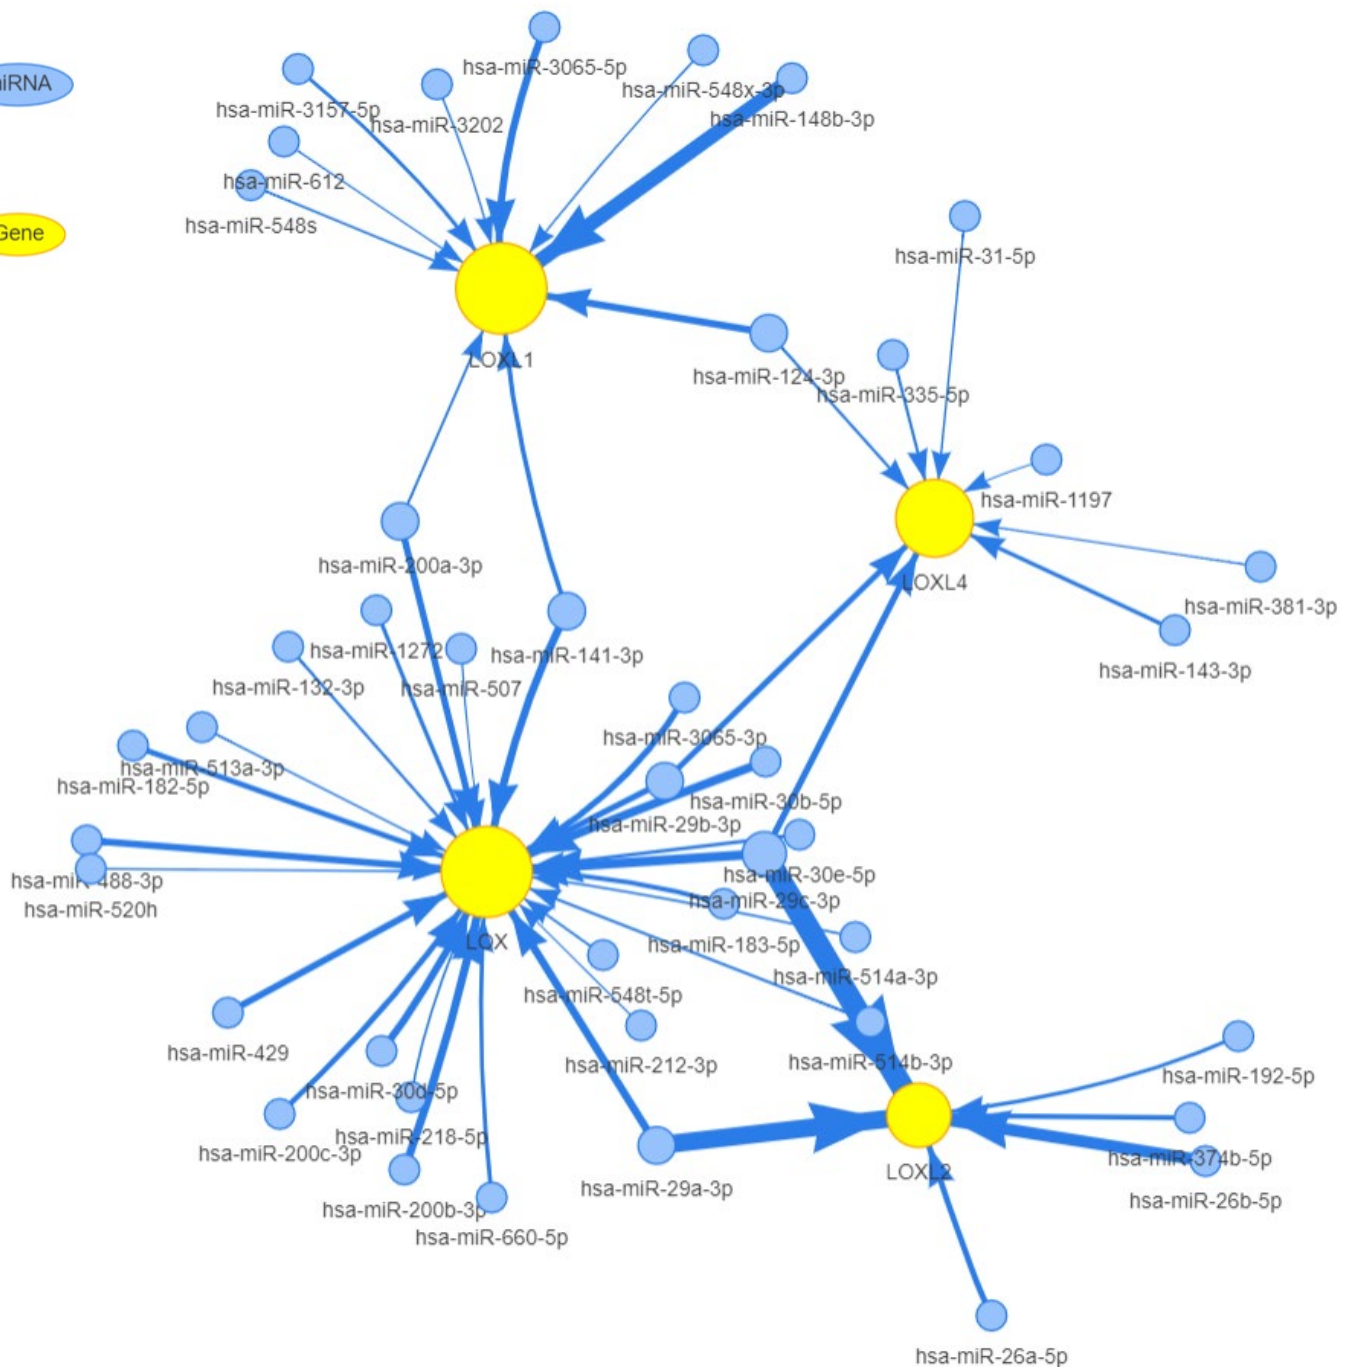 hsa-miR-3065-5p
iRNA
hsa-miR-548x-3p
hsa-miR-3157-5p
hsa-miR-3202
hsa-miR-148b-3p
hsa-miR-612
hsa-miR-548s
Gene
hsa-miR-31-5p
LOXL1
hsa-miR-124-3p
hsa-miR-335-5p
hsa-miR-1197
hsa-miR-200a-3p
LOXL4
hsa-miR-381-3p
hsa-miR-1272
hsa-miR-141-3p
hsa-miR-143-3p
hsa-miR-132-3p
hsa-miR-507
hsa-miR-3065-3p
hsa-miR-513a-3p
hsa-miR-182-5p
hsa-miR-30b-5p
hsa-miR-29b-3p
hsa-miR-30e-5p
hsa-miR-488-3p
hsa-miR-29c-3p
hsa-miR-520h
LOX
hsa-miR-183-5p
hsa-miR-514a-3p
hsa-miR-548t-5p
hsa-miR-429
hsa-miR-212-3p
hsa-miR-514b-3p
hsa-miR-192-5p
hsa-miR-30d-5p
hsa-miR-218-5p
hsa-miR-200c-3p
hsa-miR-374b-5p
LOXL2
hsa-miR-29a-3p
hsa-miR-26b-5p
hsa-miR-200b-3p
hsa-miR-660-5p
hsa-miR-26a-5p